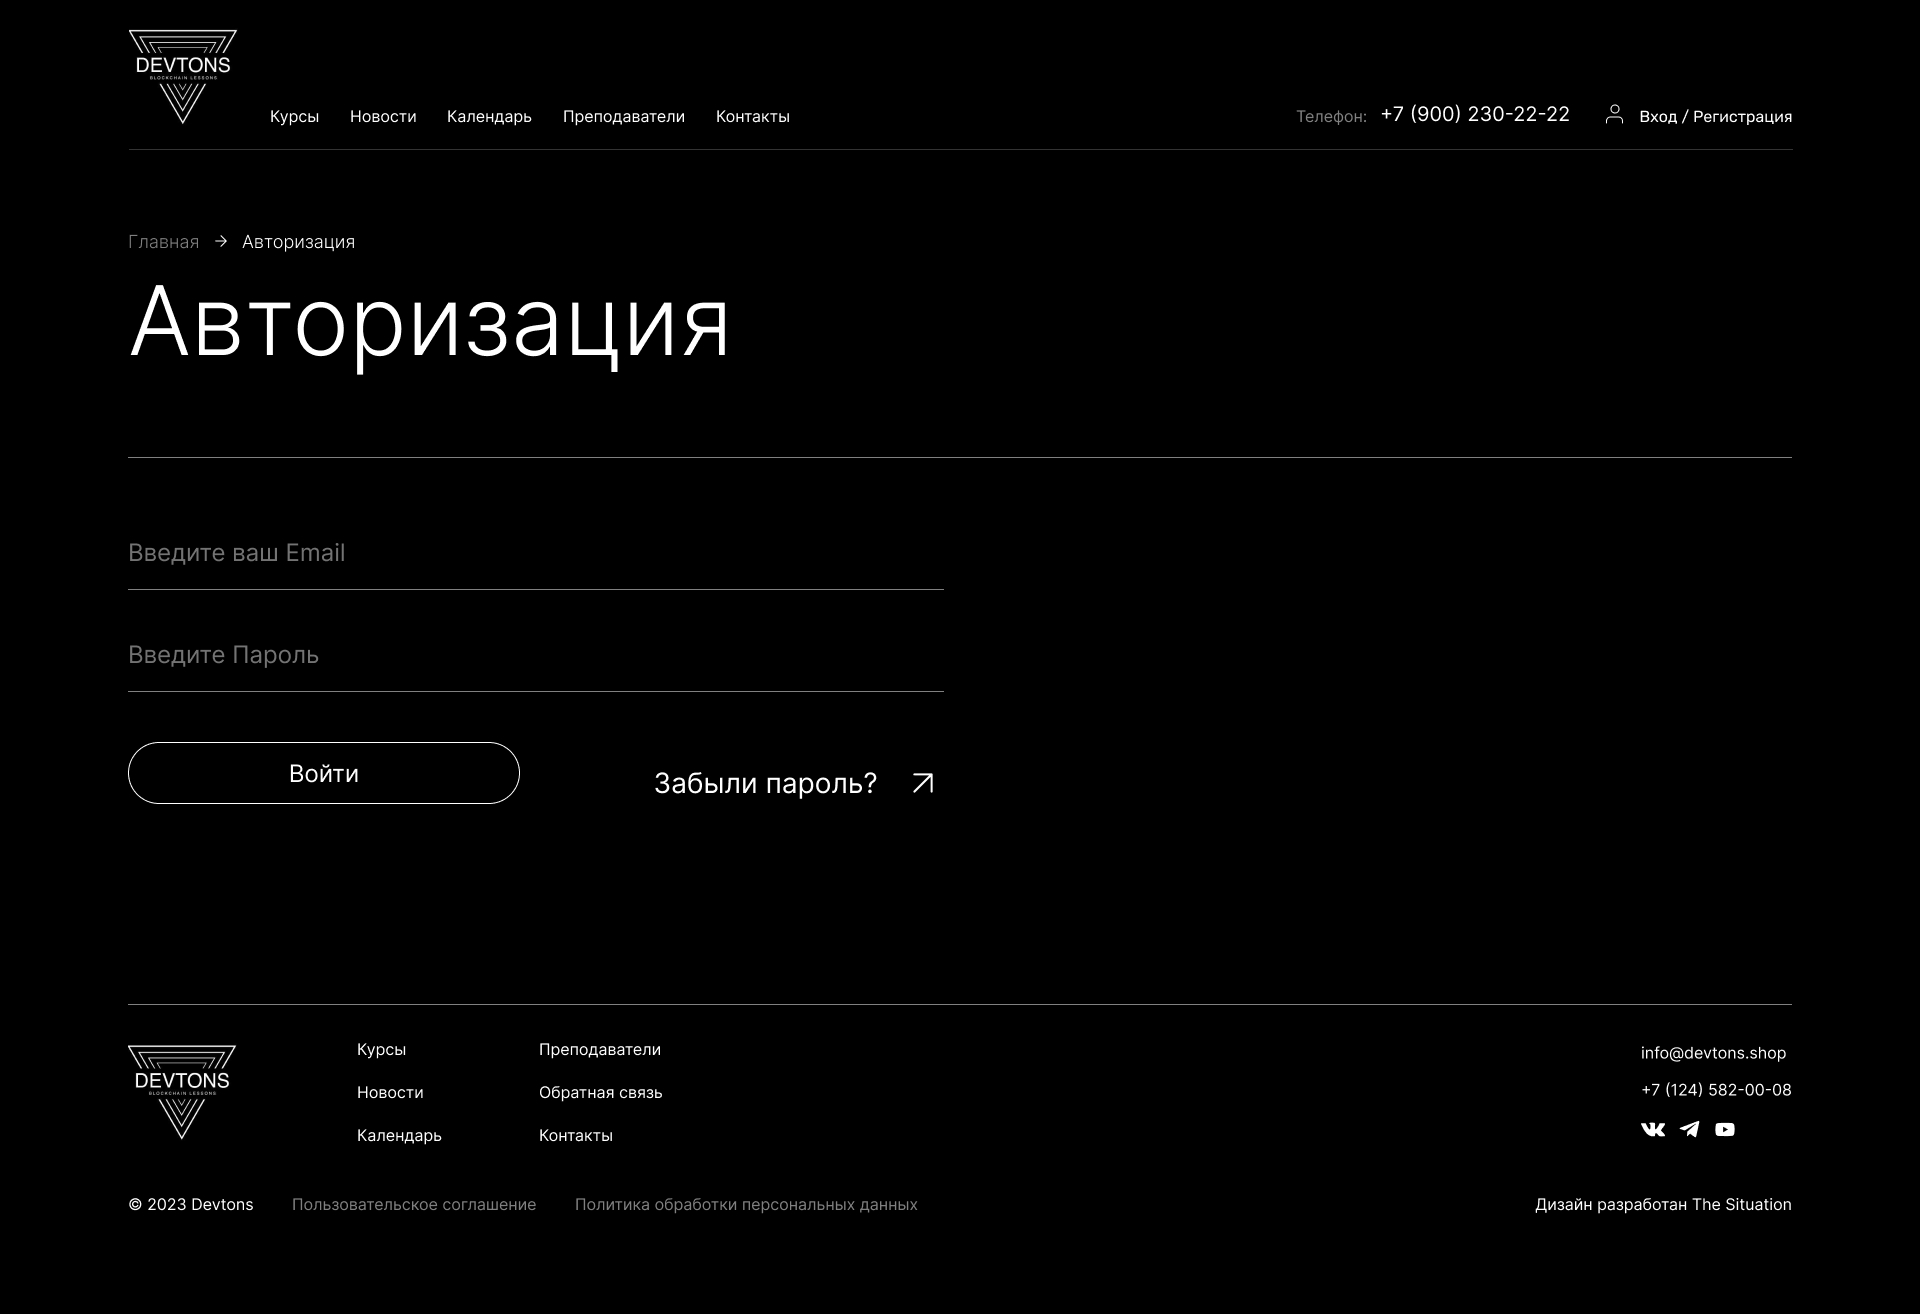 DEVTONS
BLOCKCHAIN LESSONS
Курсы Новости Календарь Преподаватели Контакты Телефон: +7 (900) 230-22-22 Вход / Регистрация
Главная → Авторизация
Авторизация
Введите ваш Email
Введите Пароль
Войти Забыли пароль?
DEVTONS
BLOCKCHAIN LESSONS
Курсы Преподаватели info@devtons.shop
Новости Обратная связь +7 (124) 582-00-08
Календарь Контакты
© 2023 Devtons Пользовательское соглашение Политика обработки персональных данных Дизайн разработан The Situation